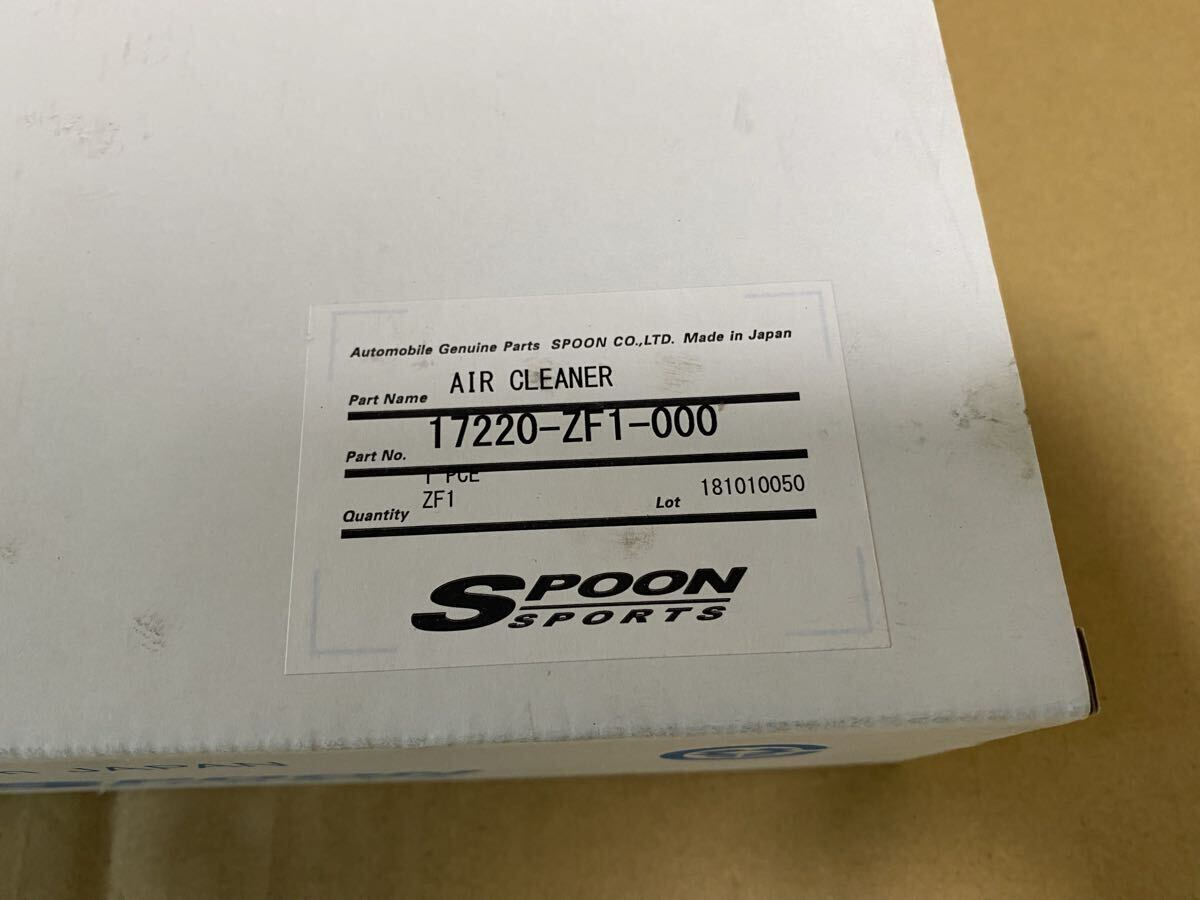 Automobile Genuine Parts SPOON CO.,LTD. Made in Japan
Part Name AIR CLEANER
Part No. 17220-ZF1-000
1 PCE
Quantity ZF1 Lot 181010050
SPOON
SPORTS
JAPAN